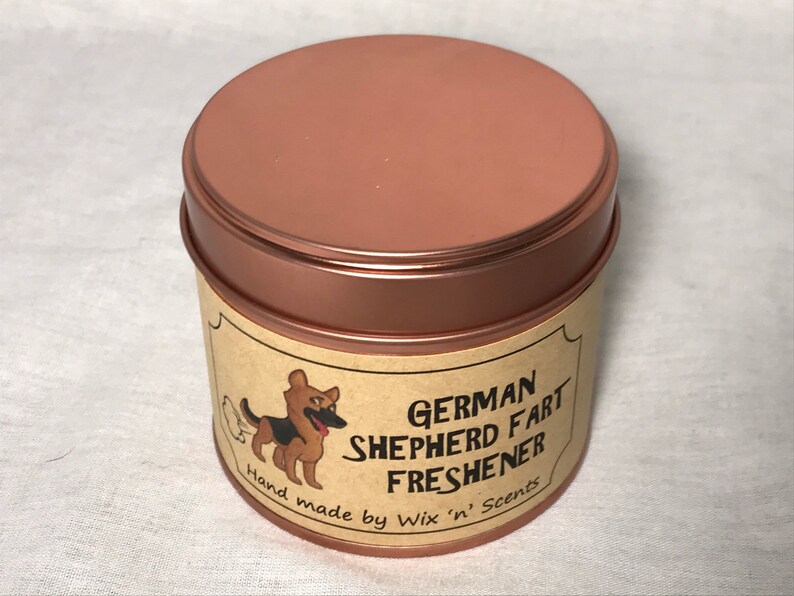 GERMAN
SHEPHERD FART
FRESHENER
Hand made by Wix 'n' Scents